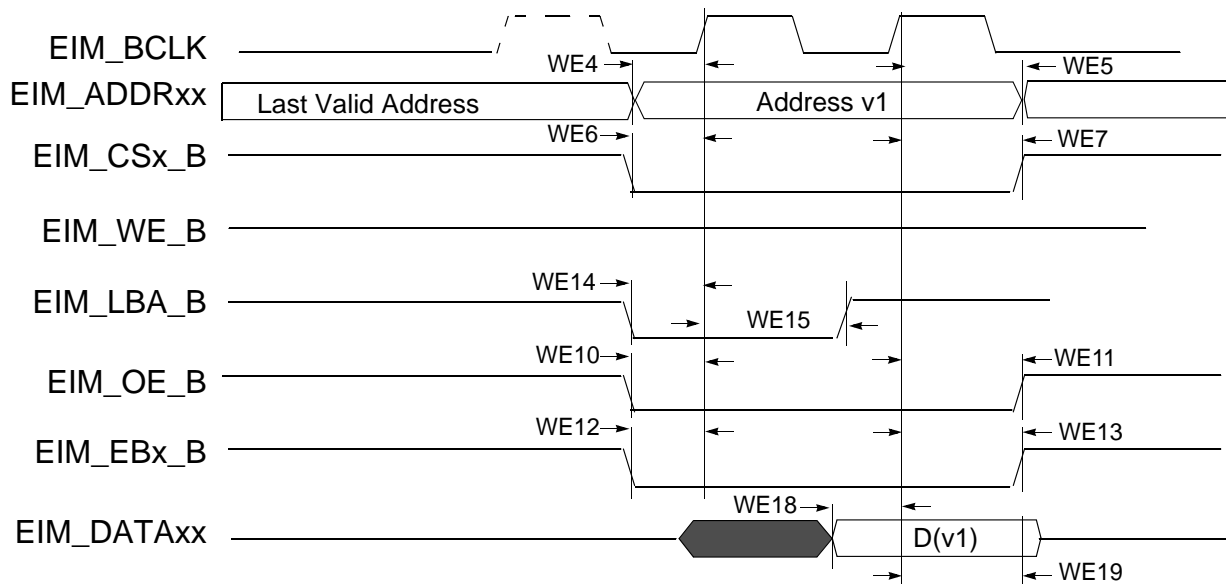 EIM_BCLK
WE4
WE5
EIM_ADDRxx
Last Valid Address
Address v1
WE6
WE7
EIM_CSx_B
EIM_WE_B
WE14
EIM_LBA_B
WE15
WE10
WE11
EIM_OE_B
WE12
WE13
EIM_EBx_B
WE18
EIM_DATAxx
D(v1)
WE19